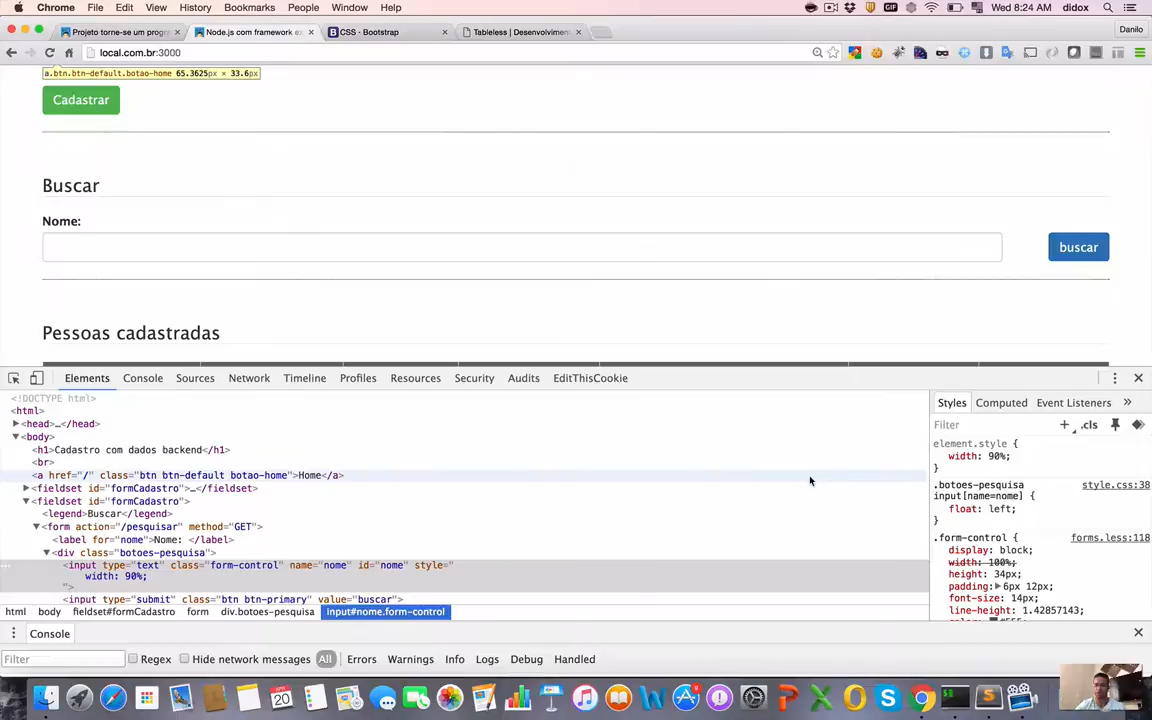 Chrome File Edit View History Bookmarks People Window Help
Wed 8:24 AM didox
Projeto torne-se um progr
Node.js com framework ex
CSS · Bootstrap
Tableless | Desenvolvimen
Danilo
local.com.br:3000
a.btn.btn-default.botao-home 65.3625px × 33.6px
Cadastrar
Buscar
Nome:
buscar
Pessoas cadastradas
Elements Console Sources Network Timeline Profiles Resources Security Audits EditThisCookie
<!DOCTYPE html>
<html>
<head>…</head>
<body>
<h1>Cadastro com dados backend</h1>
<br>
<a href="/" class="btn btn-default botao-home">Home</a>
<fieldset id="formCadastro">…</fieldset>
<fieldset id="formCadastro">
<legend>Buscar</legend>
<form action="/pesquisar" method="GET">
<label for="nome">Nome: </label>
<div class="botoes-pesquisa">
<input type="text" class="form-control" name="nome" id="nome" style="
width: 90%;
">
<input type="submit" class="btn btn-primary" value="buscar">
html body fieldset#formCadastro form div.botoes-pesquisa input#nome.form-control
Styles Computed Event Listeners »
Filter + .cls
element.style {
width: 90%;
}
.botoes-pesquisa style.css:38
input[name=nome] {
float: left;
}
.form-control { forms.less:118
display: block;
width: 100%;
height: 34px;
padding: 6px 12px;
font-size: 14px;
line-height: 1.42857143;
Console
Filter Regex Hide network messages All Errors Warnings Info Logs Debug Handled